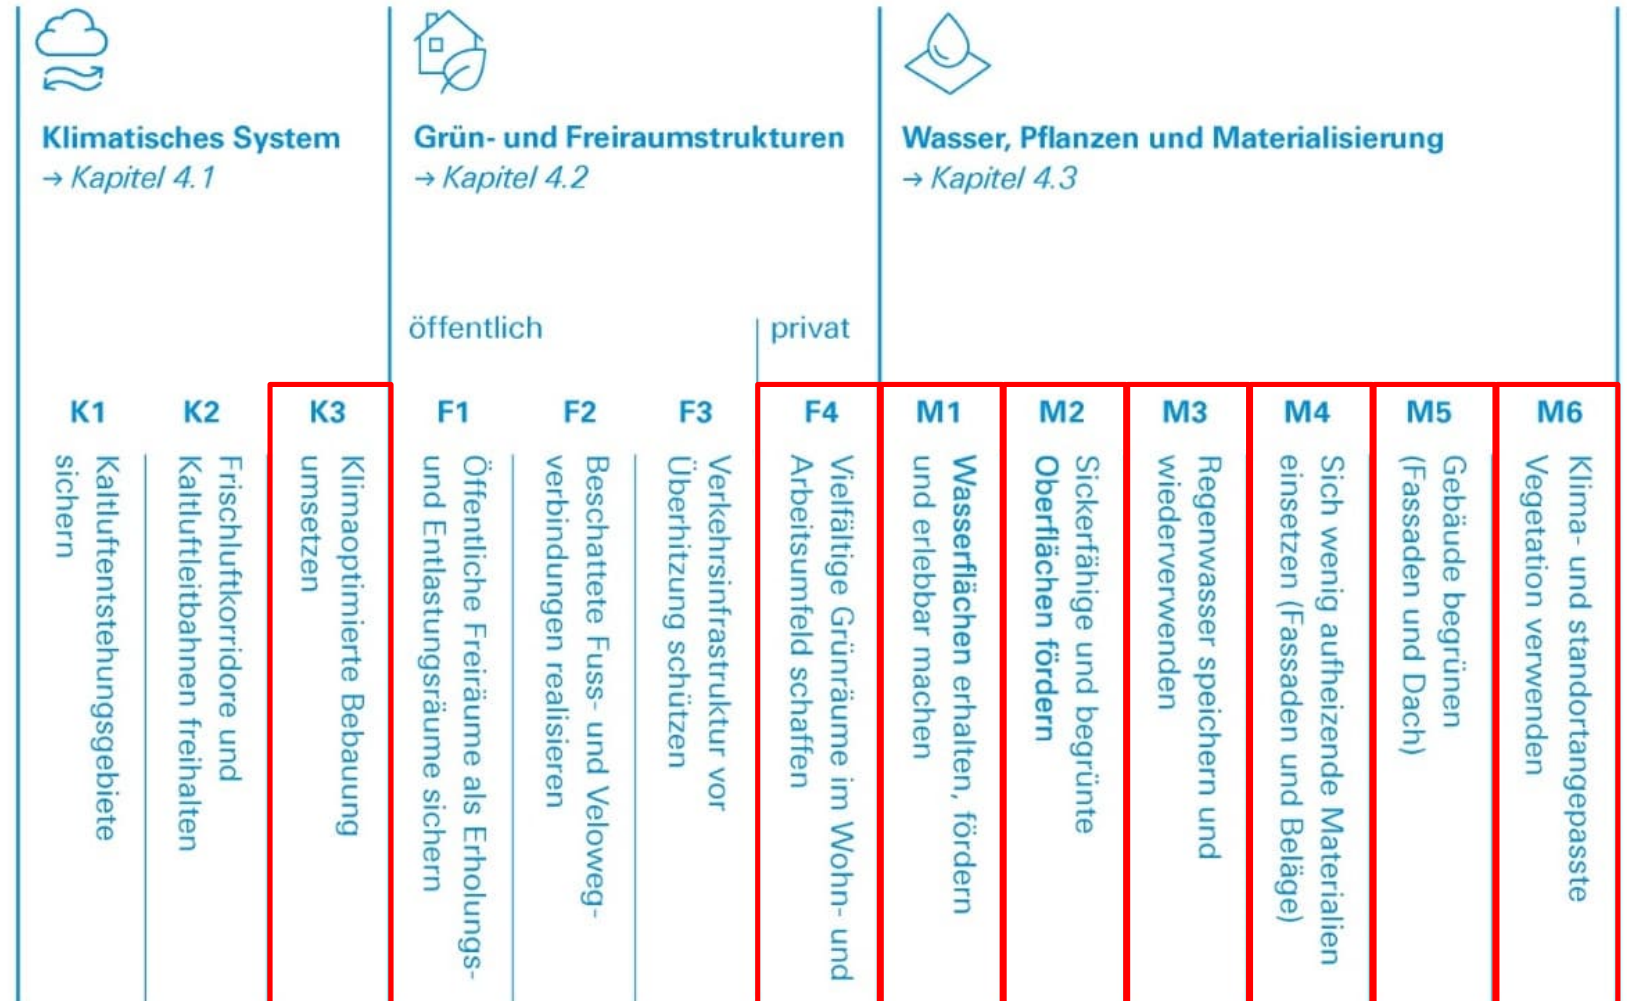 Klimatisches System
→ Kapitel 4.1
Grün- und Freiraumstrukturen
→ Kapitel 4.2
Wasser, Pflanzen und Materialisierung
→ Kapitel 4.3
öffentlich
privat
K1
Kaltluftentstehungsgebiete
sichern
K2
Frischluftkorridore und
Kaltluftleitbahnen freihalten
K3
Klimaoptimierte Bebauung
umsetzen
F1
Öffentliche Freiräume als Erholungs-
und Entlastungsräume sichern
F2
Beschattete Fuss- und Veloweg-
verbindungen realisieren
F3
Verkehrsinfrastruktur vor
Überhitzung schützen
F4
Vielfältige Grünräume im Wohn- und
Arbeitsumfeld schaffen
M1
Wasserflächen erhalten, fördern
und erlebbar machen
M2
Sickerfähige und begrünte
Oberflächen fördern
M3
Regenwasser speichern und
wiederverwenden
M4
Sich wenig aufheizende Materialien
einsetzen (Fassaden und Beläge)
M5
Gebäude begrünen
(Fassaden und Dach)
M6
Klima- und standortangepasste
Vegetation verwenden